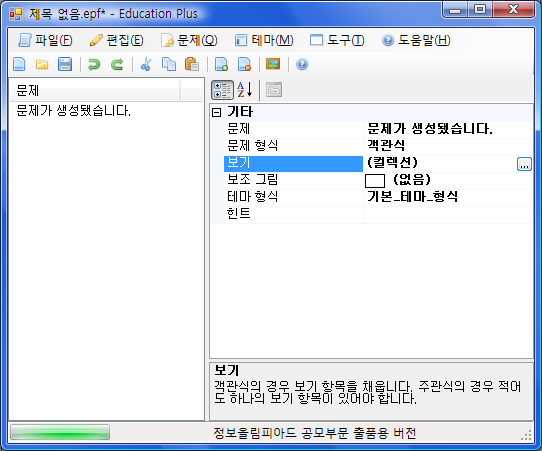 제목 없음.epf* - Education Plus
파일(F) 편집(E) 문제(Q) 테마(M) 도구(T) 도움말(H)
문제
문제가 생성됐습니다.
기타
문제 문제가 생성됐습니다.
문제 형식 객관식
보기 (컬렉션) ...
보조 그림 (없음)
테마 형식 기본_테마_형식
힌트
보기
객관식의 경우 보기 항목을 채웁니다. 주관식의 경우 적어
도 하나의 보기 항목이 있어야 합니다.
정보올림피아드 공모부문 출품용 버전